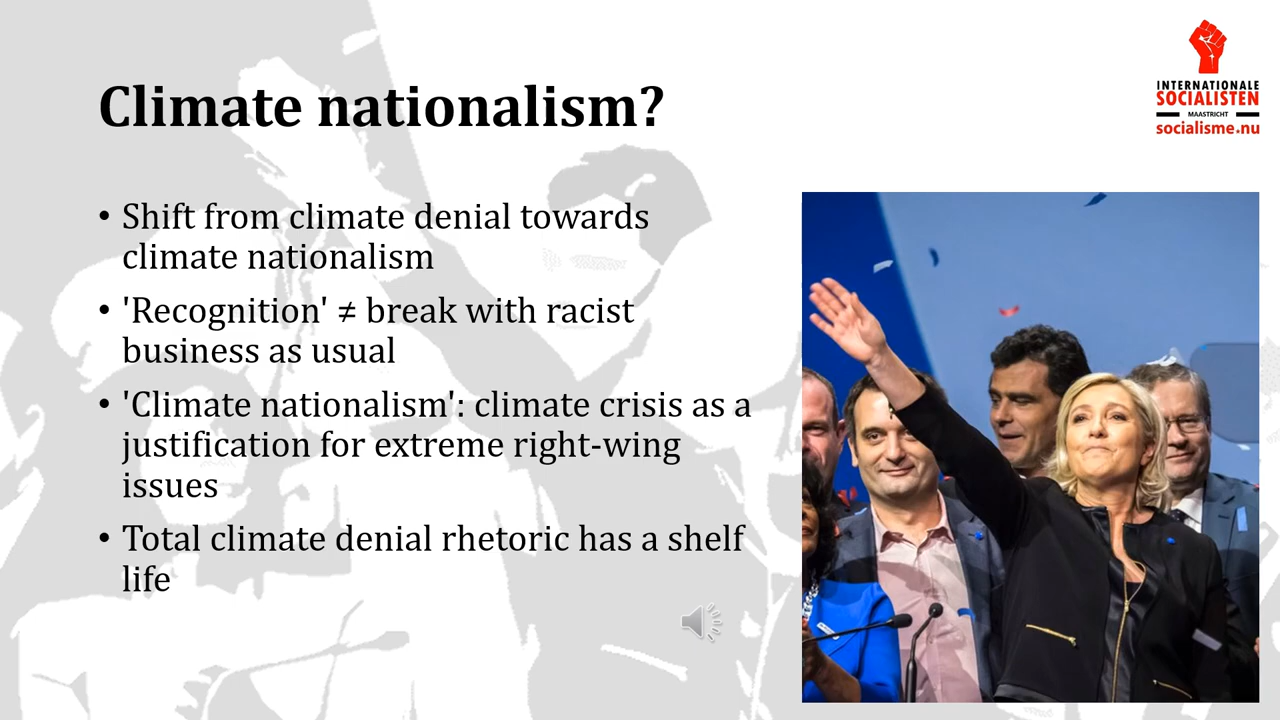 Climate nationalism?
INTERNATIONALE
SOCIALISTEN
MAASTRICHT
socialisme.nu
• Shift from climate denial towards
climate nationalism
• 'Recognition' ≠ break with racist
business as usual
• 'Climate nationalism': climate crisis as a
justification for extreme right-wing
issues
• Total climate denial rhetoric has a shelf
life